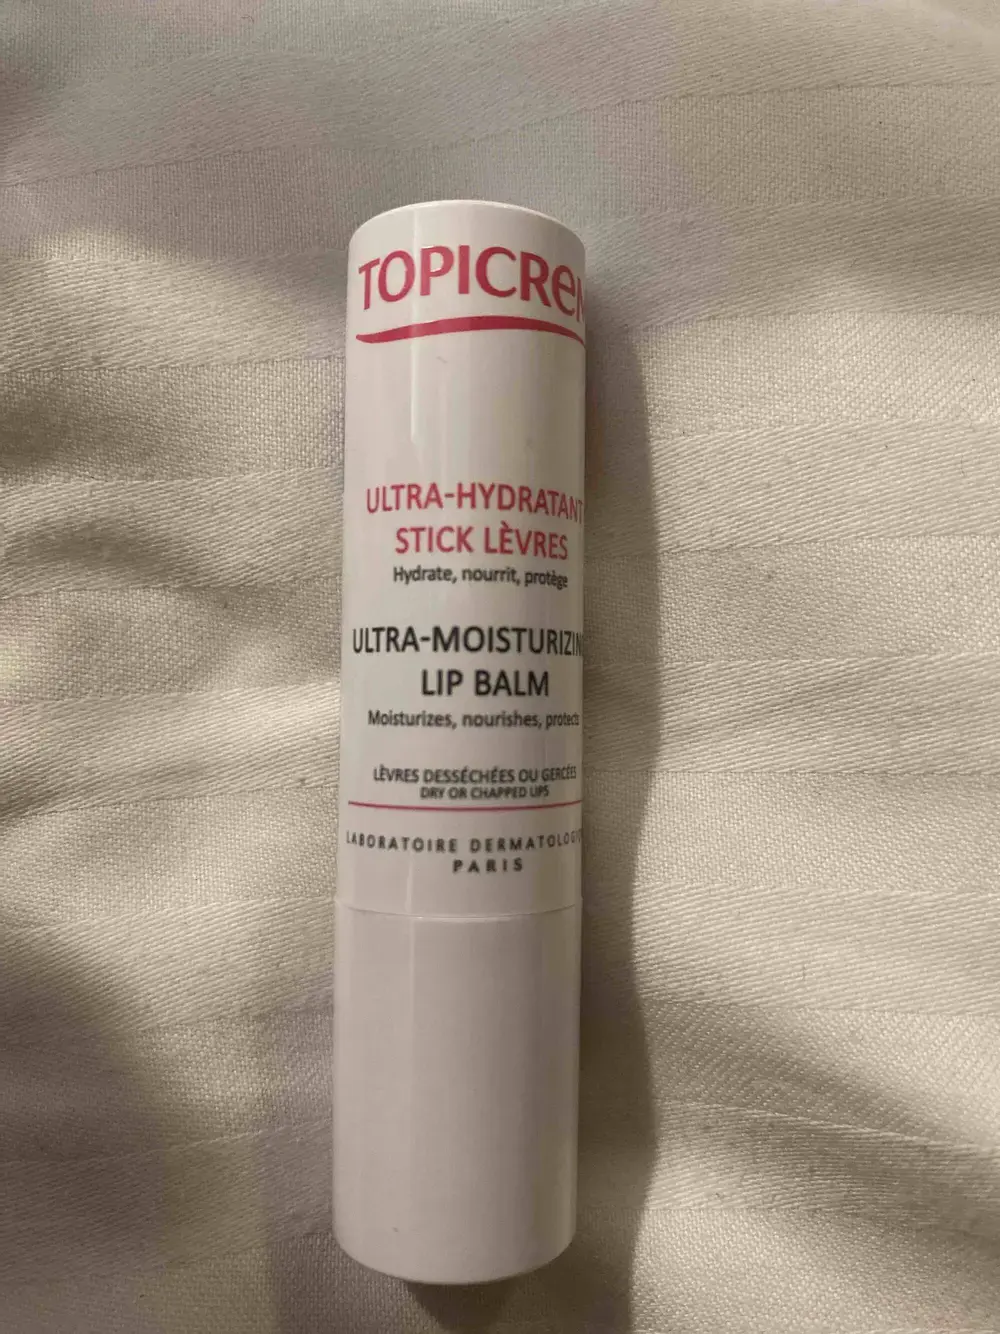 TOPICREM
ULTRA-HYDRATANT
STICK LÈVRES
Hydrate, nourrit, protège
ULTRA-MOISTURIZIN
LIP BALM
Moisturizes, nourishes, protects
LÈVRES DESSÉCHÉES OU GERCÉES
DRY OR CHAPPED LIPS
LABORATOIRE DERMATOLOGI
PARIS